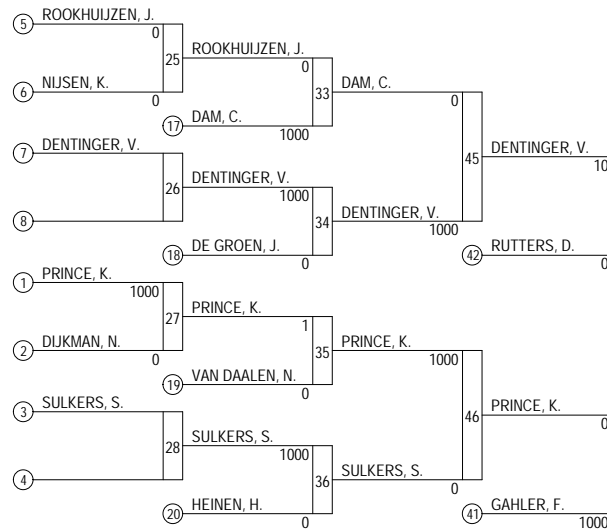 5 ROOKHUIJZEN, J.
0
25 ROOKHUIJZEN, J.
0
6 NIJSEN, K.
0
33 DAM, C.
0
17 DAM, C.
1000
7 DENTINGER, V.
45 DENTINGER, V.
10
26 DENTINGER, V.
1000
8
34 DENTINGER, V.
1000
18 DE GROEN, J.
0
42 RUTTERS, D.
0
1 PRINCE, K.
1000
27 PRINCE, K.
1
2 DIJKMAN, N.
0
35 PRINCE, K.
1000
19 VAN DAALEN, N.
0
3 SULKERS, S.
46 PRINCE, K.
0
28 SULKERS, S.
1000
4
36 SULKERS, S.
0
20 HEINEN, H.
0
41 GAHLER, F.
1000